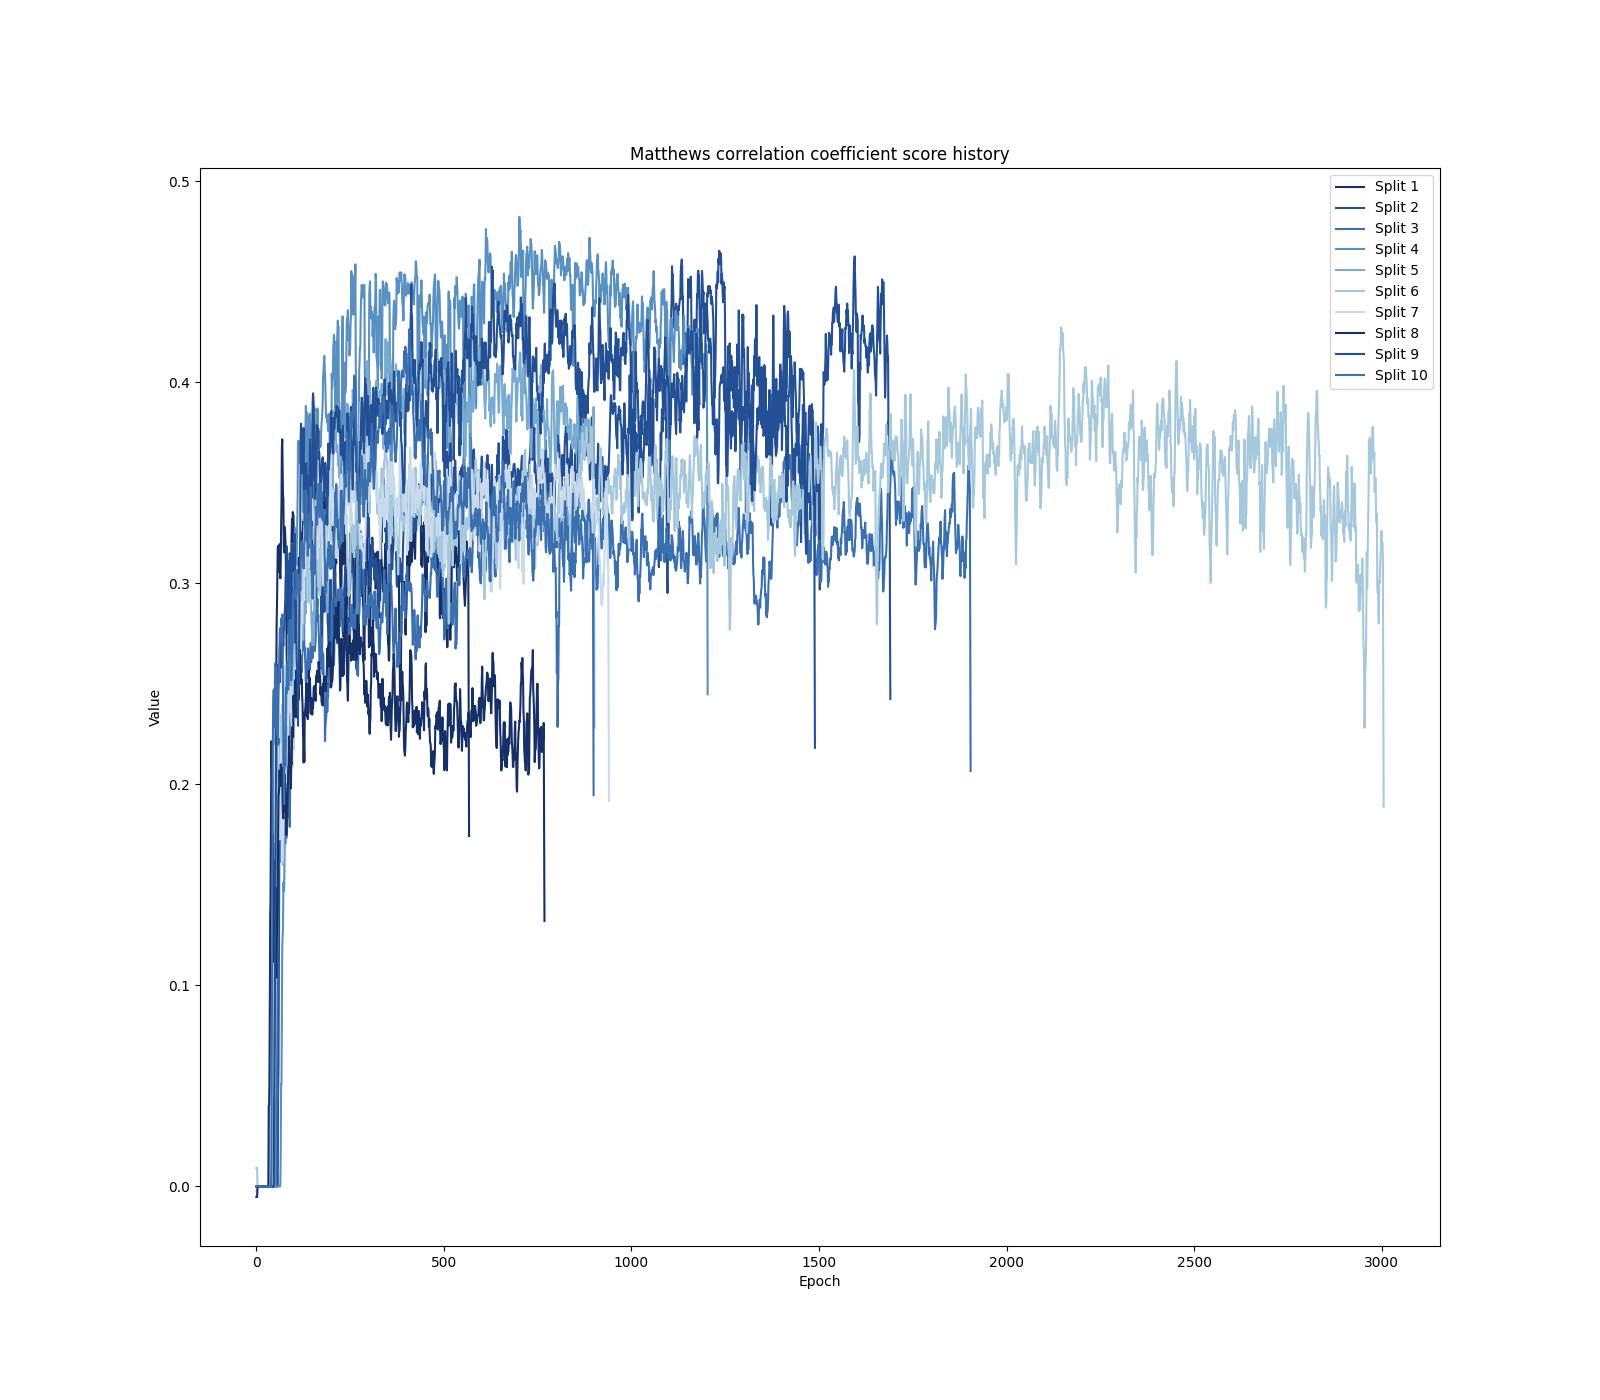 Matthews correlation coefficient score history
0.5
0.4
0.3
0.2
0.1
0.0
Value
0
500
1000
1500
2000
2500
3000
Epoch
Split 1
Split 2
Split 3
Split 4
Split 5
Split 6
Split 7
Split 8
Split 9
Split 10